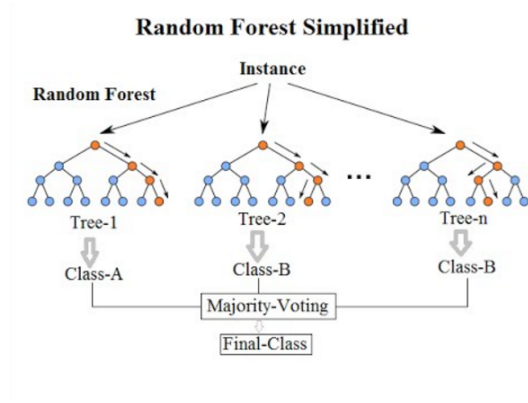 Random Forest Simplified
Instance
Random Forest
...
Tree-1
Tree-2
Tree-n
Class-A
Class-B
Class-B
Majority-Voting
Final-Class